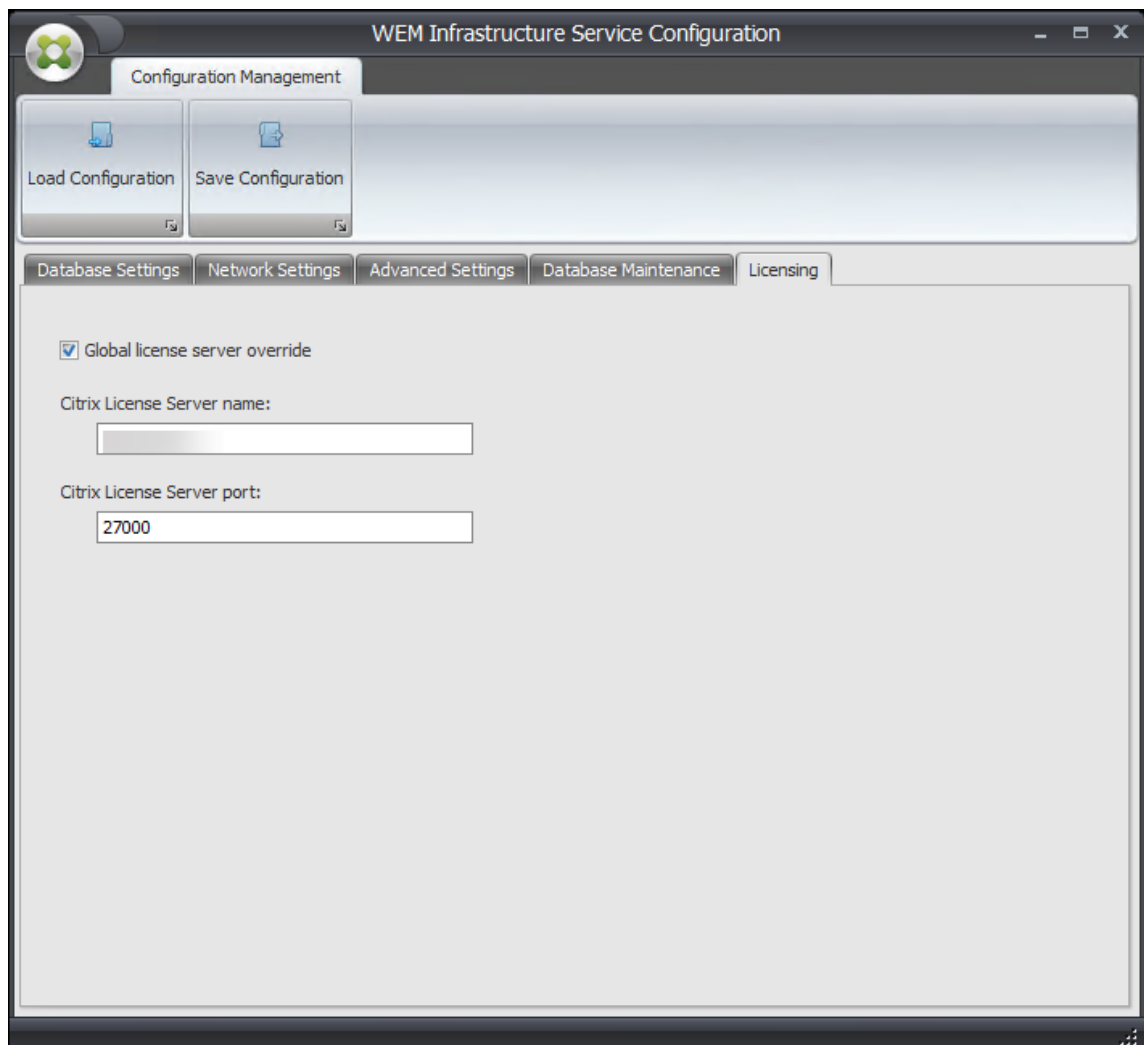 WEM Infrastructure Service Configuration
Configuration Management
Load Configuration
Save Configuration
Database Settings
Network Settings
Advanced Settings
Database Maintenance
Licensing
Global license server override
Citrix License Server name:
Citrix License Server port:
27000